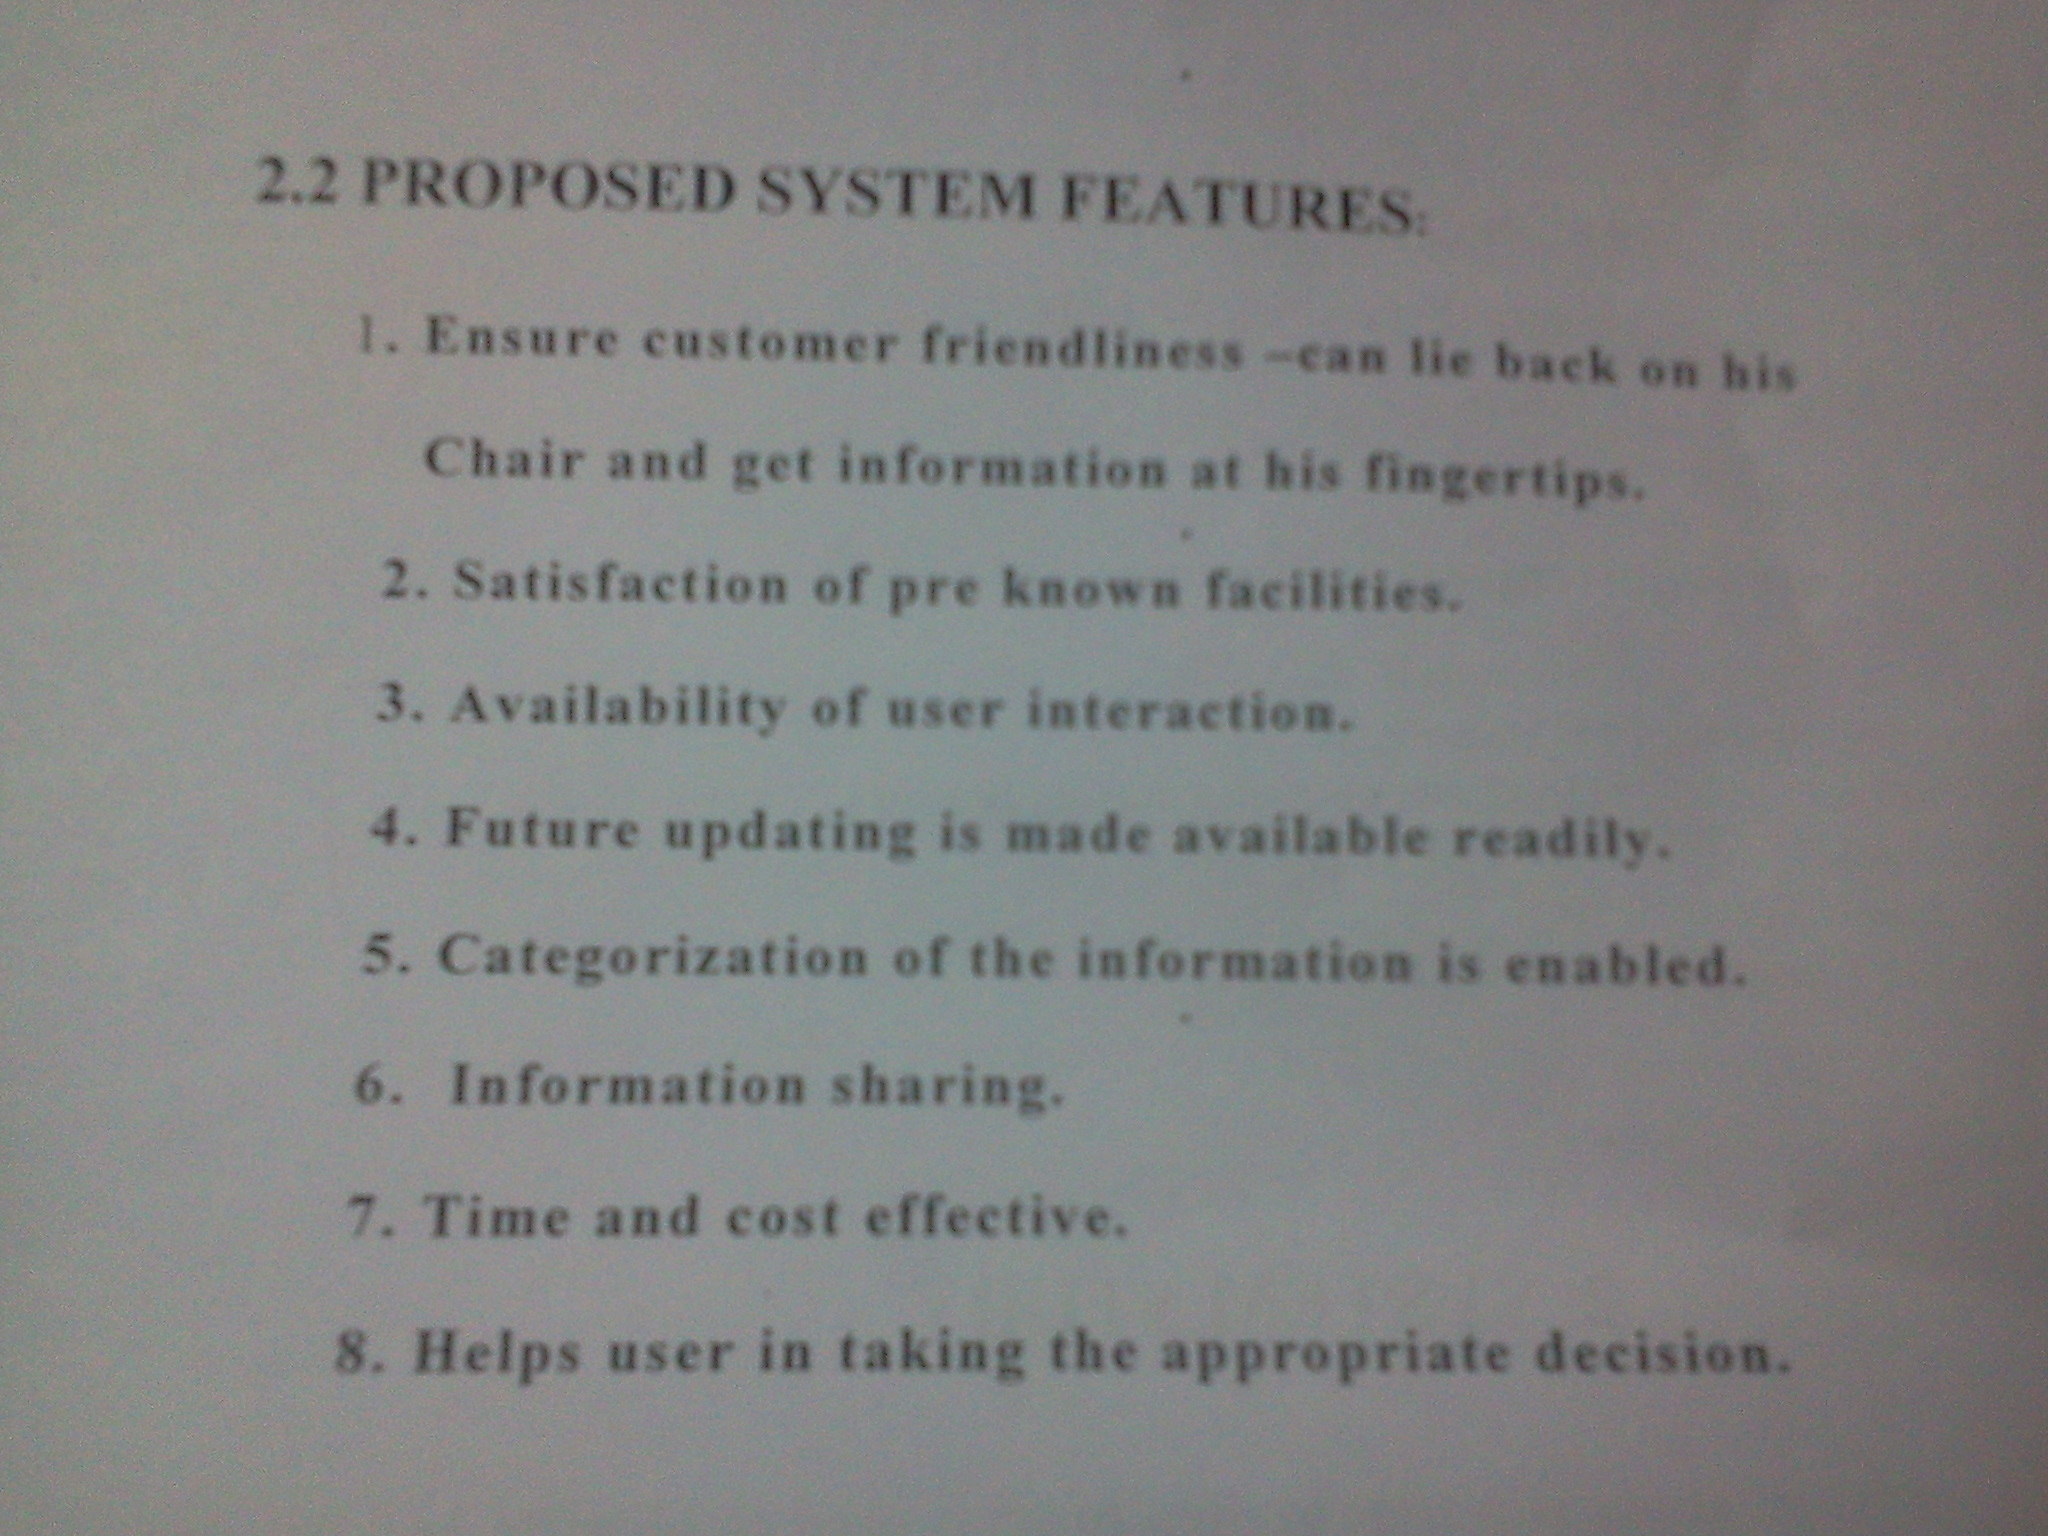 2.2 PROPOSED SYSTEM FEATURES:
1. Ensure customer friendliness –can lie back on his
Chair and get information at his fingertips.
2. Satisfaction of pre known facilities.
3. Availability of user interaction.
4. Future updating is made available readily.
5. Categorization of the information is enabled.
6. Information sharing.
7. Time and cost effective.
8. Helps user in taking the appropriate decision.